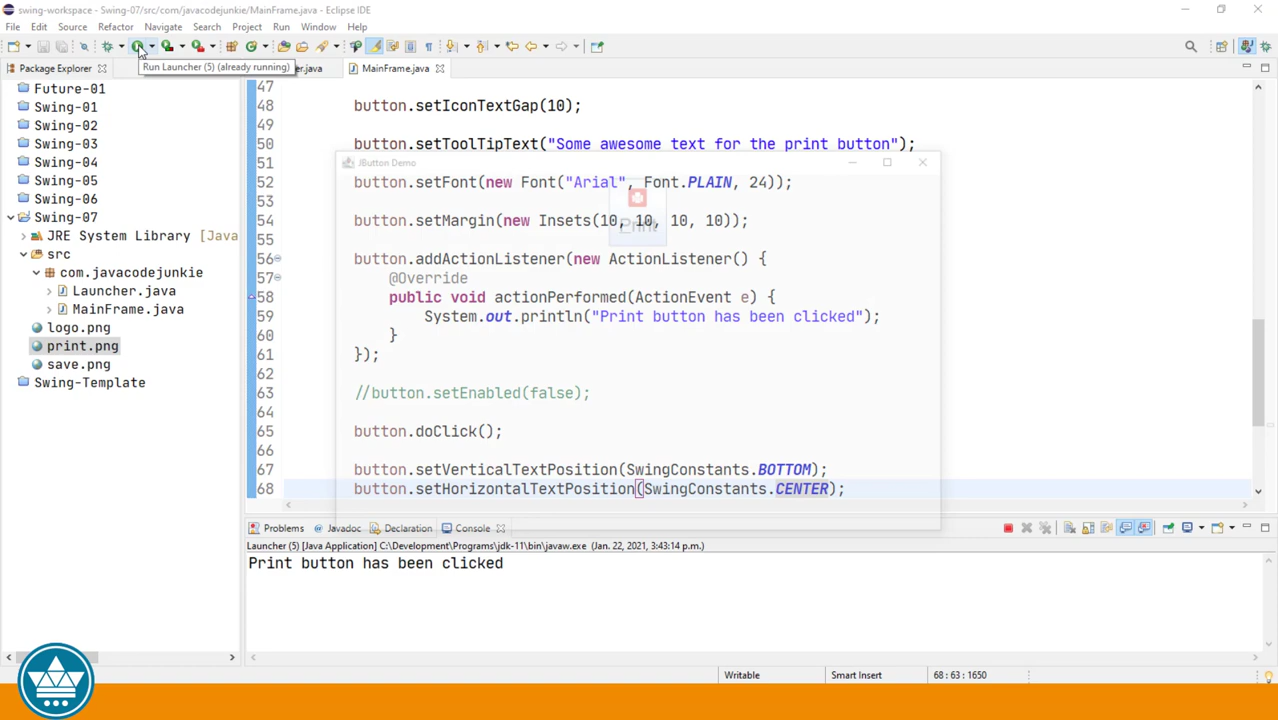 swing-workspace - Swing-07/src/com/javacodejunkie/MainFrame.java - Eclipse IDE
File Edit Source Refactor Navigate Search Project Run Window Help
Run Launcher (5) (already running)
Package Explorer
er.java
MainFrame.java
Future-01
Swing-01
Swing-02
Swing-03
Swing-04
Swing-05
Swing-06
Swing-07
JRE System Library [Java
src
com.javacodejunkie
Launcher.java
MainFrame.java
logo.png
print.png
save.png
Swing-Template
47
48 button.setIconTextGap(10);
49
50 button.setToolTipText("Some awesome text for the print button");
51
JButton Demo
52 button.setFont(new Font("Arial", Font.PLAIN, 24));
53
54 button.setMargin(new Insets(10, 10, 10, 10));
Print
55
56 button.addActionListener(new ActionListener() {
57 @Override
58 public void actionPerformed(ActionEvent e) {
59 System.out.println("Print button has been clicked");
60 }
61 });
62
63 //button.setEnabled(false);
64
65 button.doClick();
66
67 button.setVerticalTextPosition(SwingConstants.BOTTOM);
68 button.setHorizontalTextPosition(SwingConstants.CENTER);
Problems Javadoc Declaration Console
Launcher (5) [Java Application] C:\Development\Programs\jdk-11\bin\javaw.exe (Jan. 22, 2021, 3:43:14 p.m.)
Print button has been clicked
Writable Smart Insert 68 : 63 : 1650